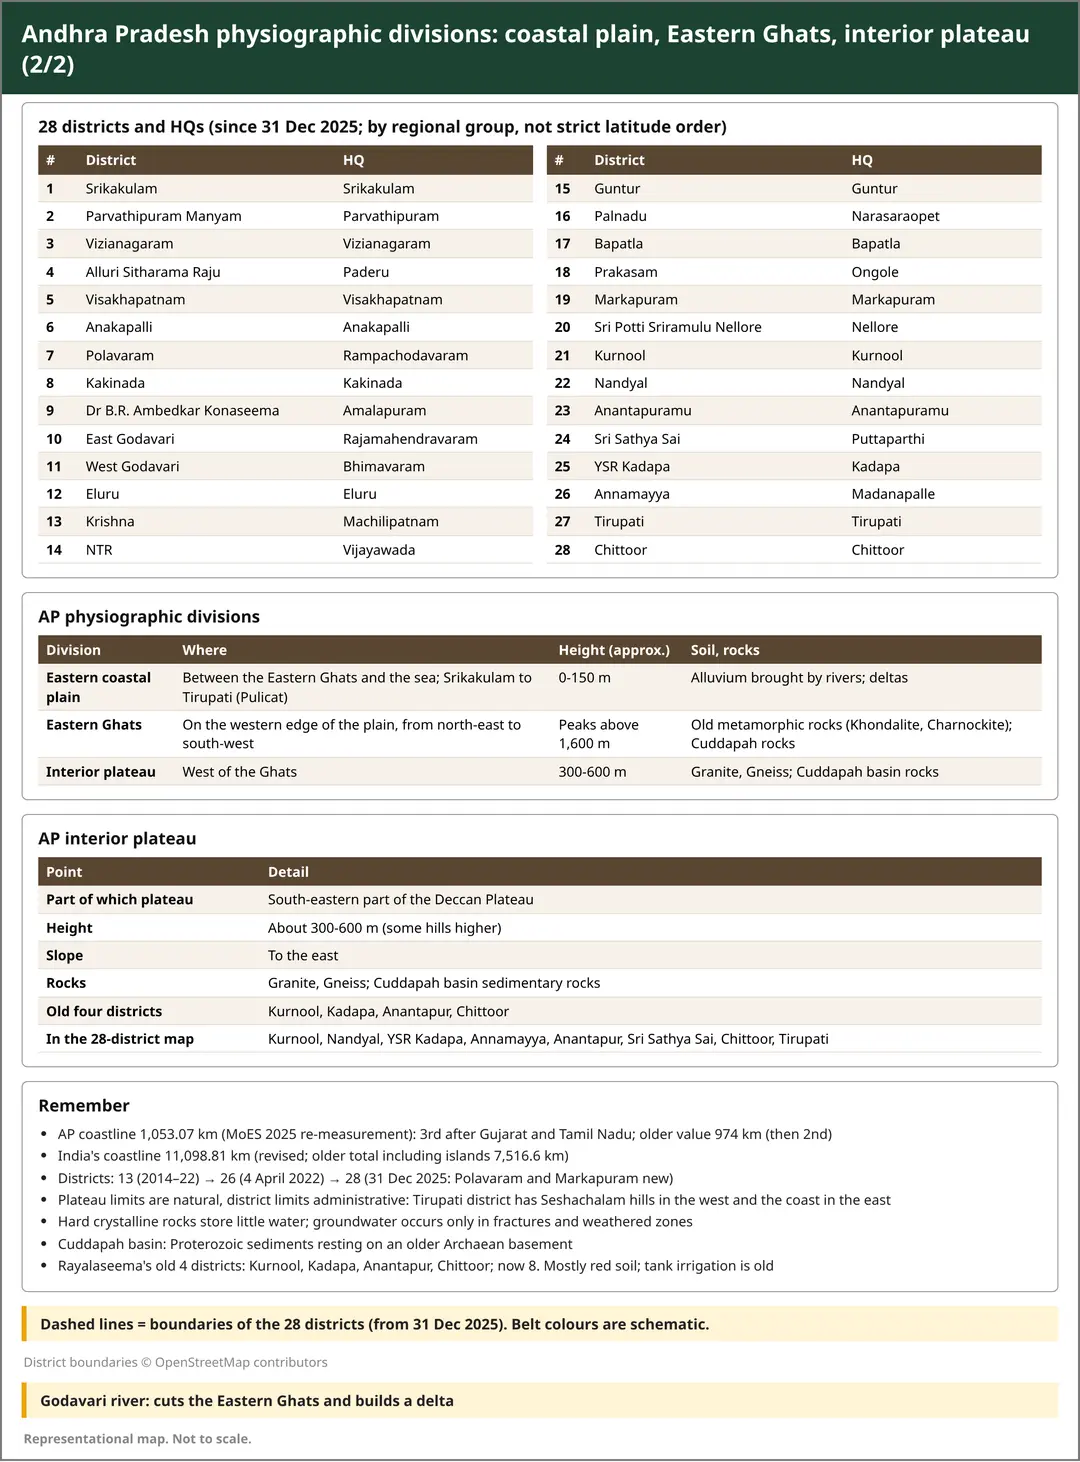 Andhra Pradesh physiographic divisions: coastal plain, Eastern Ghats, interior plateau
(2/2)
28 districts and HQs (since 31 Dec 2025; by regional group, not strict latitude order)
# District HQ
1 Srikakulam Srikakulam
2 Parvathipuram Manyam Parvathipuram
3 Vizianagaram Vizianagaram
4 Alluri Sitharama Raju Paderu
5 Visakhapatnam Visakhapatnam
6 Anakapalli Anakapalli
7 Polavaram Rampachodavaram
8 Kakinada Kakinada
9 Dr B.R. Ambedkar Konaseema Amalapuram
10 East Godavari Rajamahendravaram
11 West Godavari Bhimavaram
12 Eluru Eluru
13 Krishna Machilipatnam
14 NTR Vijayawada
# District HQ
15 Guntur Guntur
16 Palnadu Narasaraopet
17 Bapatla Bapatla
18 Prakasam Ongole
19 Markapuram Markapuram
20 Sri Potti Sriramulu Nellore Nellore
21 Kurnool Kurnool
22 Nandyal Nandyal
23 Anantapuramu Anantapuramu
24 Sri Sathya Sai Puttaparthi
25 YSR Kadapa Kadapa
26 Annamayya Madanapalle
27 Tirupati Tirupati
28 Chittoor Chittoor
AP physiographic divisions
Division Where Height (approx.) Soil, rocks
Eastern coastal Between the Eastern Ghats and the sea; Srikakulam to 0-150 m Alluvium brought by rivers; deltas
plain Tirupati (Pulicat)
Eastern Ghats On the western edge of the plain, from north-east to Peaks above Old metamorphic rocks (Khondalite, Charnockite);
south-west 1,600 m Cuddapah rocks
Interior plateau West of the Ghats 300-600 m Granite, Gneiss; Cuddapah basin rocks
AP interior plateau
Point Detail
Part of which plateau South-eastern part of the Deccan Plateau
Height About 300-600 m (some hills higher)
Slope To the east
Rocks Granite, Gneiss; Cuddapah basin sedimentary rocks
Old four districts Kurnool, Kadapa, Anantapur, Chittoor
In the 28-district map Kurnool, Nandyal, YSR Kadapa, Annamayya, Anantapur, Sri Sathya Sai, Chittoor, Tirupati
Remember
• AP coastline 1,053.07 km (MoES 2025 re-measurement): 3rd after Gujarat and Tamil Nadu; older value 974 km (then 2nd)
• India's coastline 11,098.81 km (revised; older total including islands 7,516.6 km)
• Districts: 13 (2014–22) → 26 (4 April 2022) → 28 (31 Dec 2025: Polavaram and Markapuram new)
• Plateau limits are natural, district limits administrative: Tirupati district has Seshachalam hills in the west and the coast in the east
• Hard crystalline rocks store little water; groundwater occurs only in fractures and weathered zones
• Cuddapah basin: Proterozoic sediments resting on an older Archaean basement
• Rayalaseema's old 4 districts: Kurnool, Kadapa, Anantapur, Chittoor; now 8. Mostly red soil; tank irrigation is old
Dashed lines = boundaries of the 28 districts (from 31 Dec 2025). Belt colours are schematic.
District boundaries © OpenStreetMap contributors
Godavari river: cuts the Eastern Ghats and builds a delta
Representational map. Not to scale.